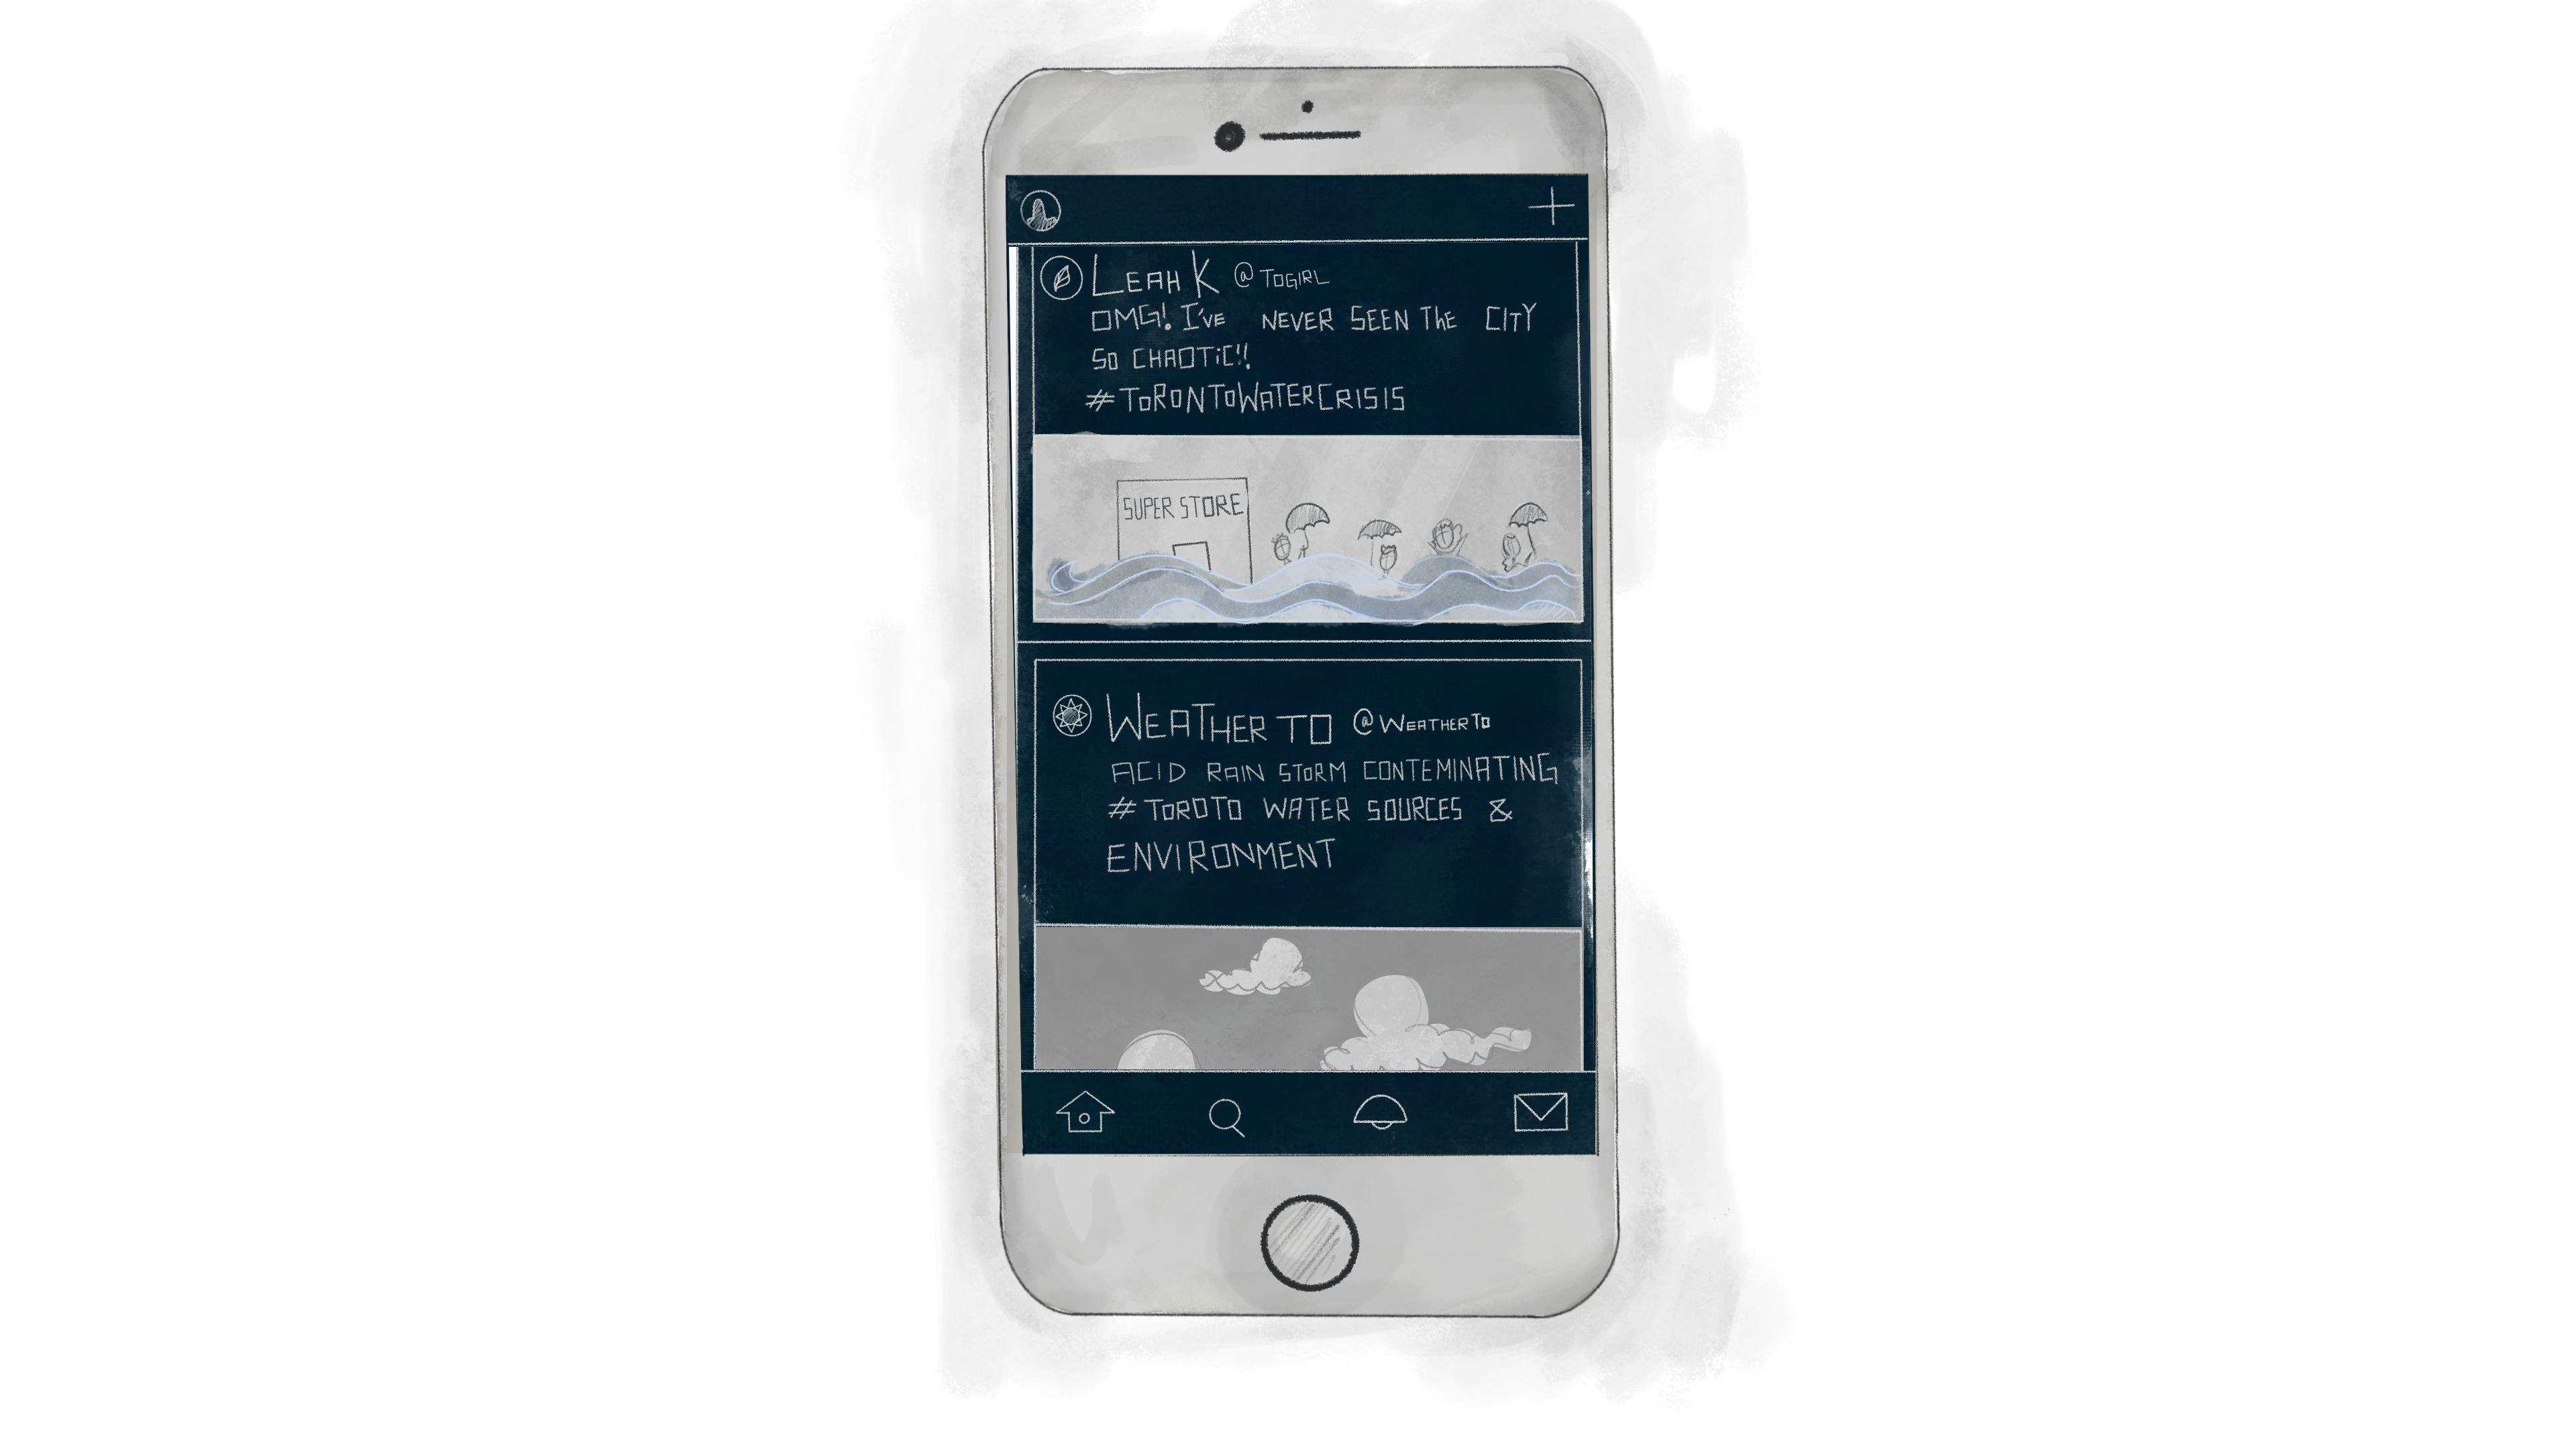 LEAH K @TOGIRL
OMG! I'VE NEVER SEEN THE CITY
SO CHAOTIC!!
#TORONTOWATERCRISIS
SUPER STORE
WEATHER TO @WEATHERTO
ACID RAIN STORM CONTEMINATING
# TOROTO WATER SOURCES &
ENVIRONMENT